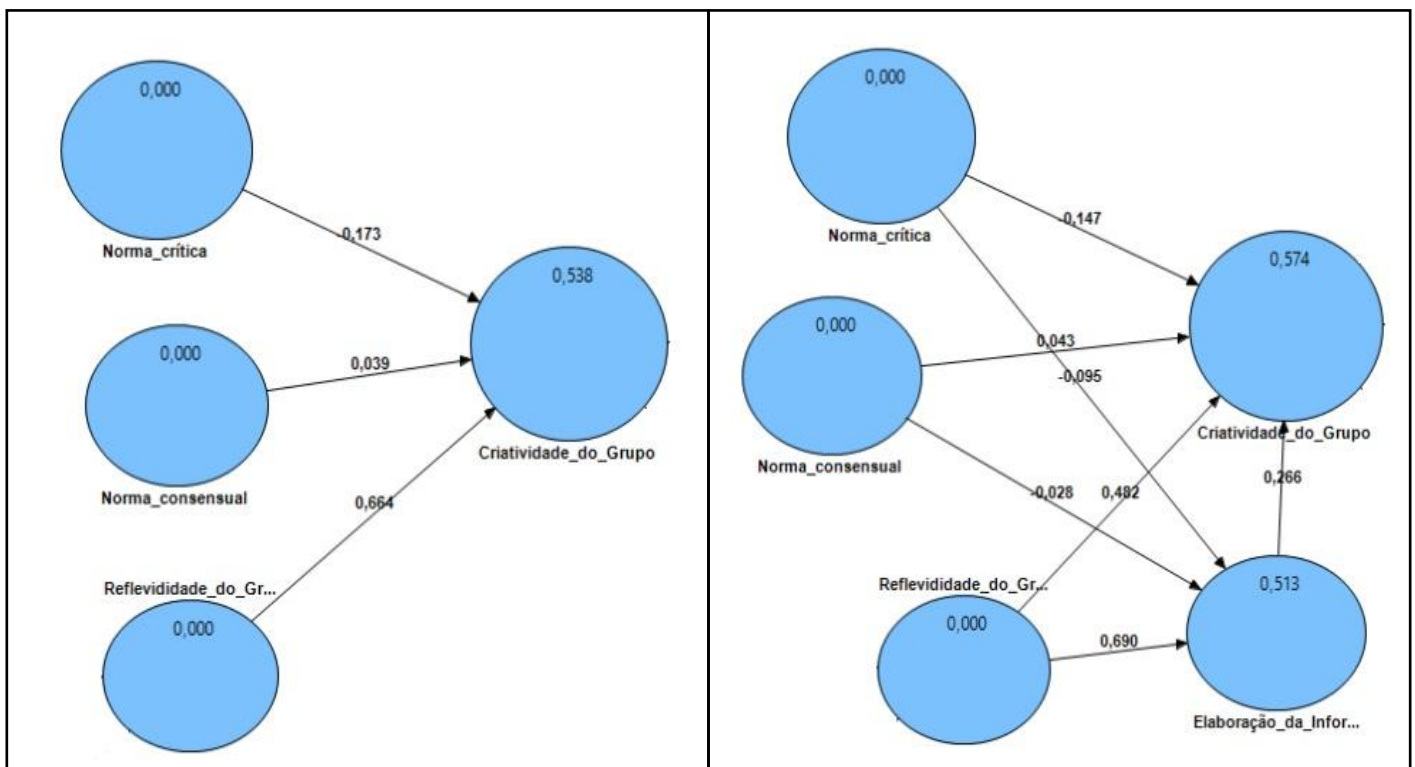 0,000
Norma_crítica
-0,173
0,538
Criatividade_do_Grupo
0,000
0,039
Norma_consensual
0,664
Reflevididade_do_Gr...
0,000
0,000
Norma_crítica
-0,147
0,574
Criatividade_do_Grupo
0,000
0,043
-0,095
Norma_consensual
-0,028
0,482
0,266
Reflevididade_do_Gr...
0,000
0,690
0,513
Elaboração_da_Infor...